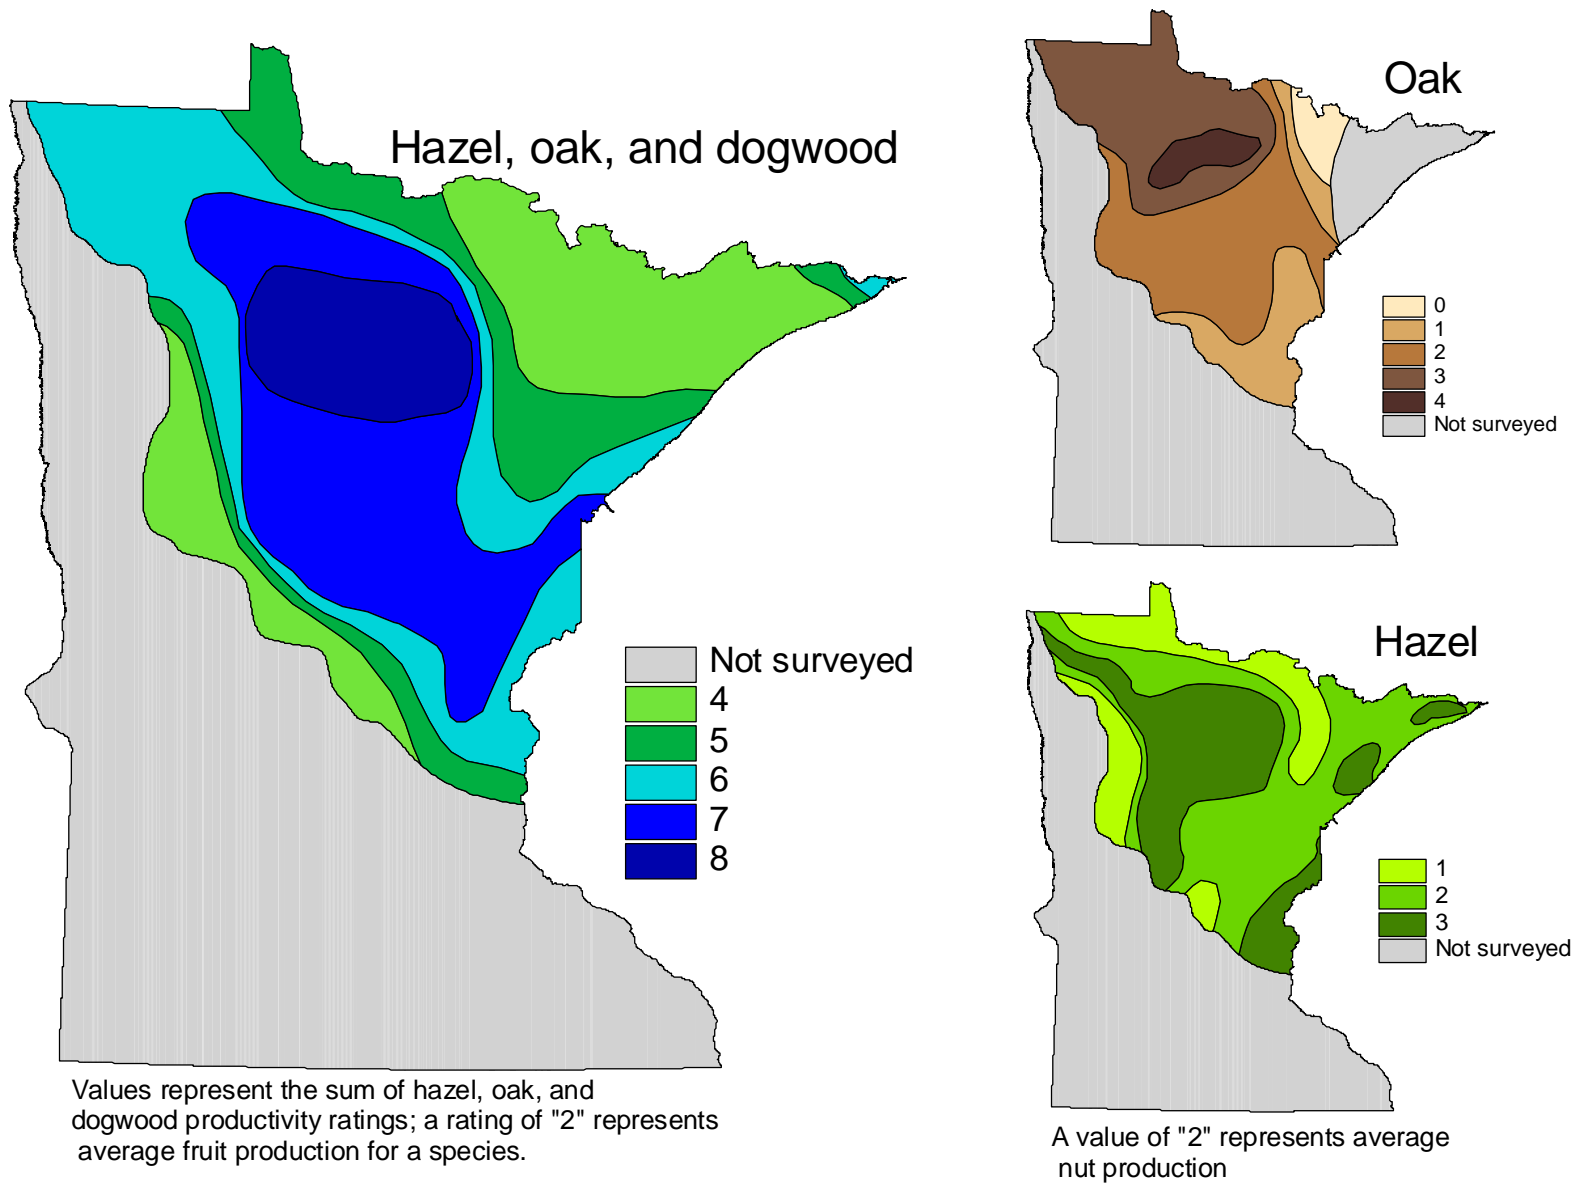 Hazel, oak, and dogwood
Not surveyed
4
5
6
7
8
Values represent the sum of hazel, oak, and
dogwood productivity ratings; a rating of "2" represents
average fruit production for a species.
Oak
0
1
2
3
4
Not surveyed
Hazel
1
2
3
Not surveyed
A value of "2" represents average
nut production